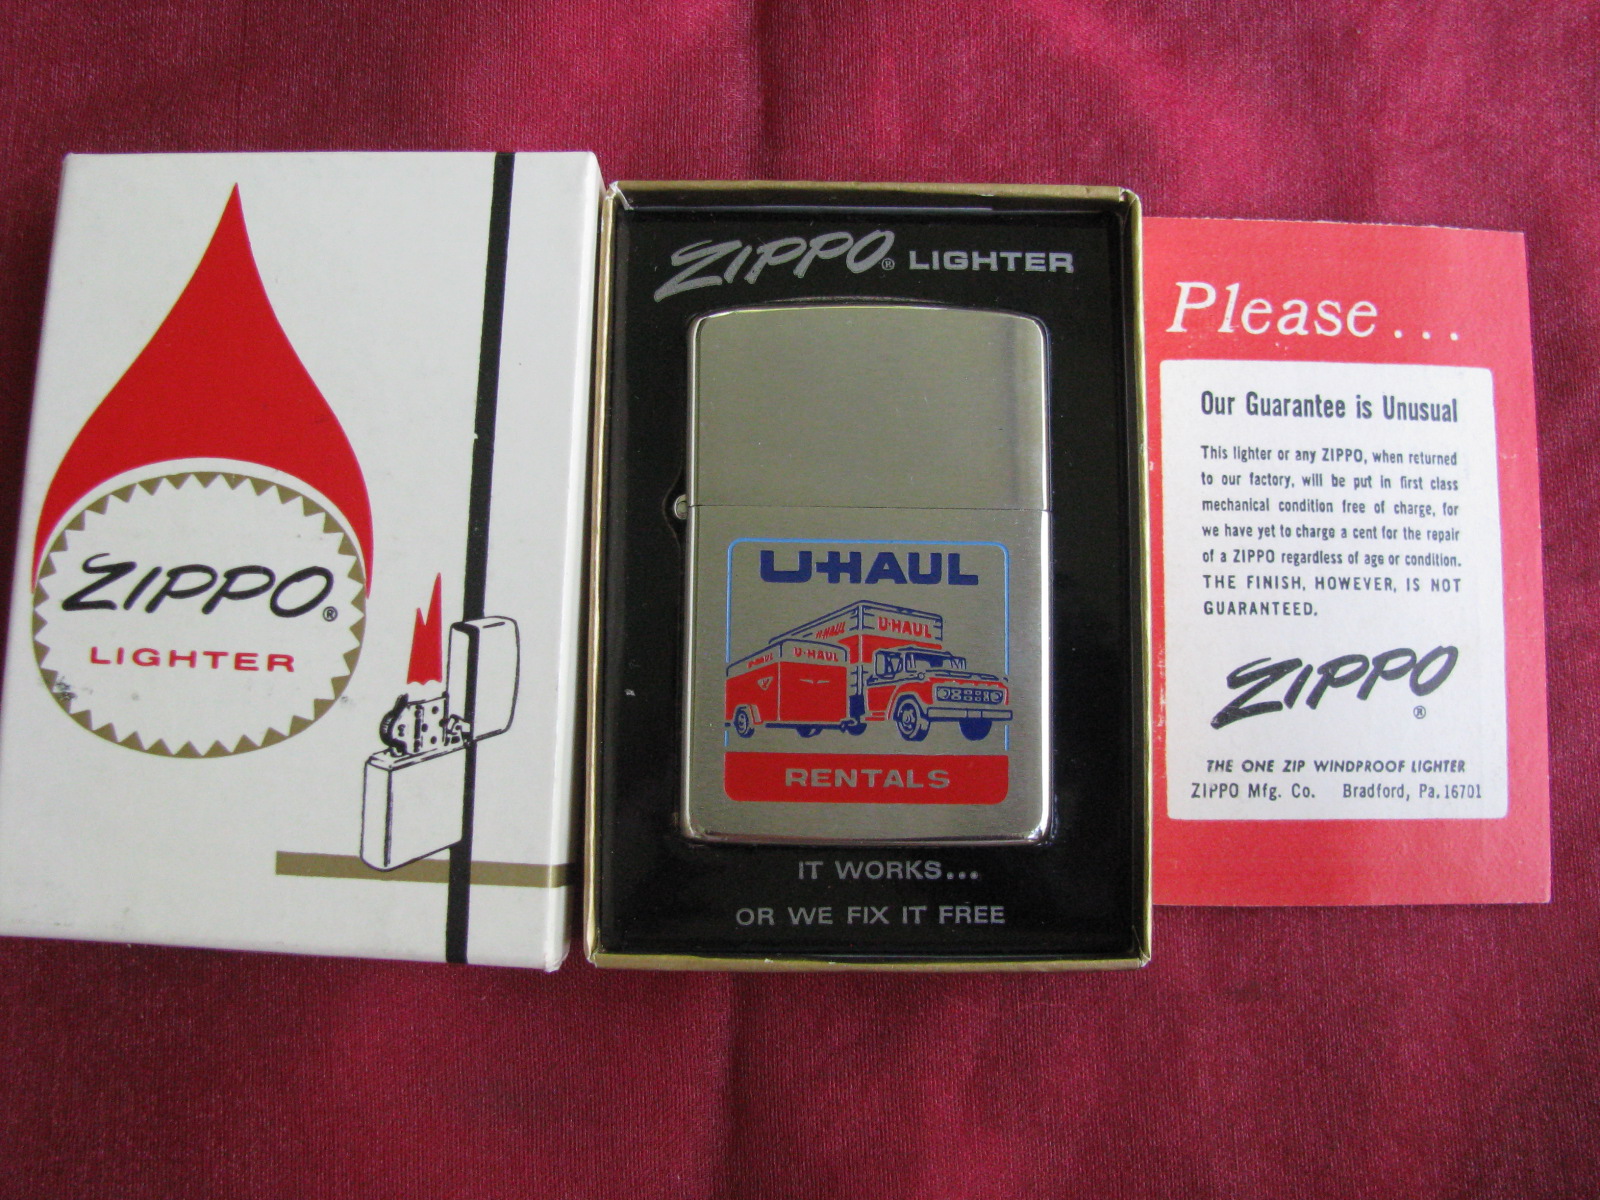 ZIPPO®
LIGHTER
ZIPPO® LIGHTER
U-HAUL
U-HAUL
U-HAUL
U-HAUL
U-HAUL
RENTALS
IT WORKS...
OR WE FIX IT FREE
Please...
Our Guarantee is Unusual
This lighter or any ZIPPO, when returned
to our factory, will be put in first class
mechanical condition free of charge, for
we have yet to charge a cent for the repair
of a ZIPPO regardless of age or condition.
THE FINISH, HOWEVER, IS NOT
GUARANTEED.
ZIPPO
®
THE ONE ZIP WINDPROOF LIGHTER
ZIPPO Mfg. Co. Bradford, Pa. 16701